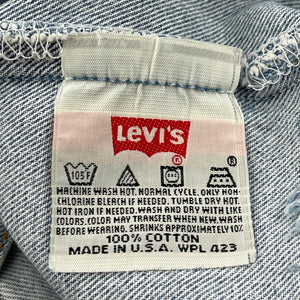 LEVI'S
®
105F ®
MACHINE WASH HOT. NORMAL CYCLE. ONLY NON-
CHLORINE BLEACH IF NEEDED. TUMBLE DRY HOT.
HOT IRON IF NEEDED. WASH AND DRY WITH LIKE
COLORS. COLOR MAY TRANSFER WHEN NEW. WASH
BEFORE WEARING. SHRINKS APPROXIMATELY 10%
100% COTTON
MADE IN U.S.A. WPL 423